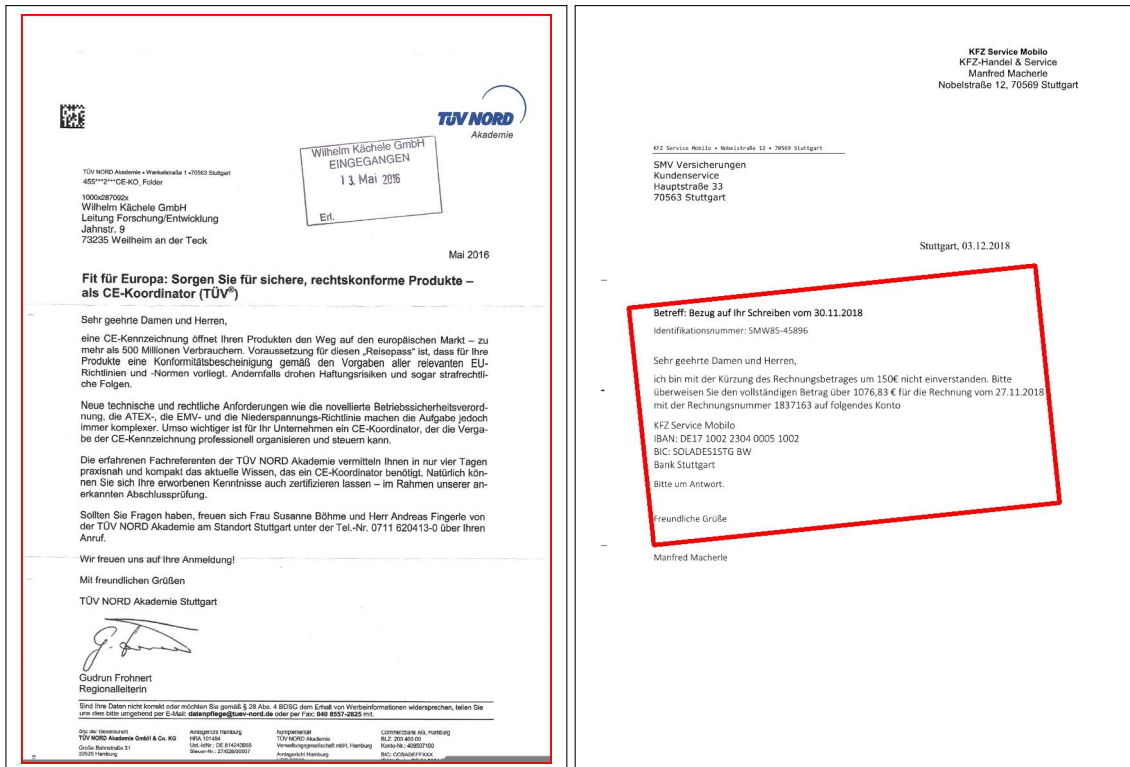 TÜV NORD
Akademie
Wilhelm Kächele GmbH
EINGEGANGEN
13. Mai 2016
Erl.
TÜV NORD Akademie • Wankelstraße 1 •70563 Stuttgart
455***2***CE-KO_Folder
1000x287092x
Wilhelm Kächele GmbH
Leitung Forschung/Entwicklung
Jahnstr. 9
73235 Weilheim an der Teck
Mai 2016
Fit für Europa: Sorgen Sie für sichere, rechtskonforme Produkte –
als CE-Koordinator (TÜV®)
Sehr geehrte Damen und Herren,
eine CE-Kennzeichnung öffnet Ihren Produkten den Weg auf den europäischen Markt – zu
mehr als 500 Millionen Verbrauchern. Voraussetzung für diesen „Reisepass" ist, dass für Ihre
Produkte eine Konformitätsbescheinigung gemäß den Vorgaben aller relevanten EU-
Richtlinien und -Normen vorliegt. Andernfalls drohen Haftungsrisiken und sogar strafrechtli-
che Folgen.
Neue technische und rechtliche Anforderungen wie die novellierte Betriebssicherheitsverord-
nung, die ATEX-, die EMV- und die Niederspannungs-Richtlinie machen die Aufgabe jedoch
immer komplexer. Umso wichtiger ist für Ihr Unternehmen ein CE-Koordinator, der die Verga-
be der CE-Kennzeichnung professionell organisieren und steuern kann.
Die erfahrenen Fachreferenten der TÜV NORD Akademie vermitteln Ihnen in nur vier Tagen
praxisnah und kompakt das aktuelle Wissen, das ein CE-Koordinator benötigt. Natürlich kön-
nen Sie sich Ihre erworbenen Kenntnisse auch zertifizieren lassen – im Rahmen unserer an-
erkannten Abschlussprüfung.
Sollten Sie Fragen haben, freuen sich Frau Susanne Böhme und Herr Andreas Fingerle von
der TÜV NORD Akademie am Standort Stuttgart unter der Tel.-Nr. 0711 620413-0 über Ihren
Anruf.
Wir freuen uns auf Ihre Anmeldung!
Mit freundlichen Grüßen
TÜV NORD Akademie Stuttgart
Gudrun Frohnert
Regionalleiterin
Sind Ihre Daten nicht korrekt oder möchten Sie gemäß § 28 Abs. 4 BDSG dem Erhalt von Werbeinformationen widersprechen, teilen Sie
uns dies bitte umgehend per E-Mail: datenpflege@tuev-nord.de oder per Fax: 040 8557-2825 mit.
Sitz der Gesellschaft
TÜV NORD Akademie GmbH & Co. KG
Große Bahnstraße 31
22525 Hamburg
Amtsgericht Hamburg
HRA 101494
Ust.-IdNr.: DE 814243855
Steuer-Nr.: 27/628/00007
Komplementär
TÜV NORD Akademie
Verwaltungsgesellschaft mbH, Hamburg
Amtsgericht Hamburg
Commerzbank AG, Hamburg
BLZ: 200 400 00
Konto-Nr.: 409507100
BIC: COBADEFFXXX
KFZ Service Mobilo
KFZ-Handel & Service
Manfred Macherle
Nobelstraße 12, 70569 Stuttgart
KFZ Service Mobilo • Nobelstraße 12 • 70569 Stuttgart
SMV Versicherungen
Kundenservice
Hauptstraße 33
70563 Stuttgart
Stuttgart, 03.12.2018
Betreff: Bezug auf Ihr Schreiben vom 30.11.2018
Identifikationsnummer: SMW85-45896
Sehr geehrte Damen und Herren,
ich bin mit der Kürzung des Rechnungsbetrages um 150€ nicht einverstanden. Bitte
überweisen Sie den vollständigen Betrag über 1076,83 € für die Rechnung vom 27.11.2018
mit der Rechnungsnummer 1837163 auf folgendes Konto
KFZ Service Mobilo
IBAN: DE17 1002 2304 0005 1002
BIC: SOLADES1STG BW
Bank Stuttgart
Bitte um Antwort.
Freundliche Grüße
Manfred Macherle